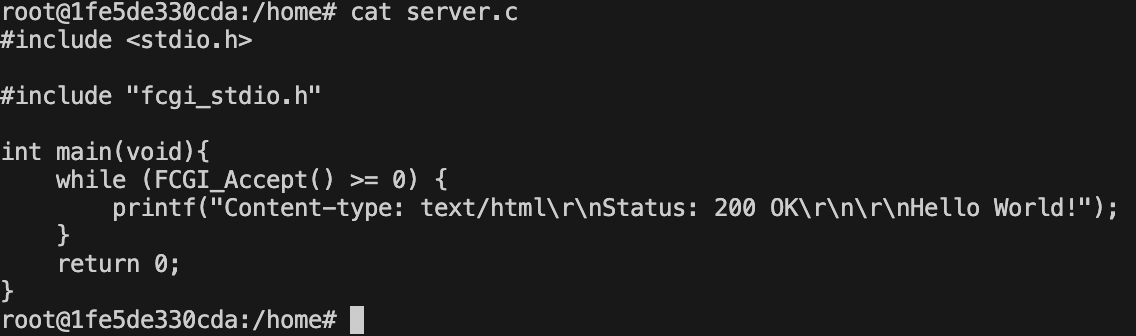 root@1fe5de330cda:/home# cat server.c
#include <stdio.h>
#include "fcgi_stdio.h"
int main(void){
    while (FCGI_Accept() >= 0) {
        printf("Content-type: text/html\r\nStatus: 200 OK\r\n\r\nHello World!");
    }
    return 0;
}
root@1fe5de330cda:/home#